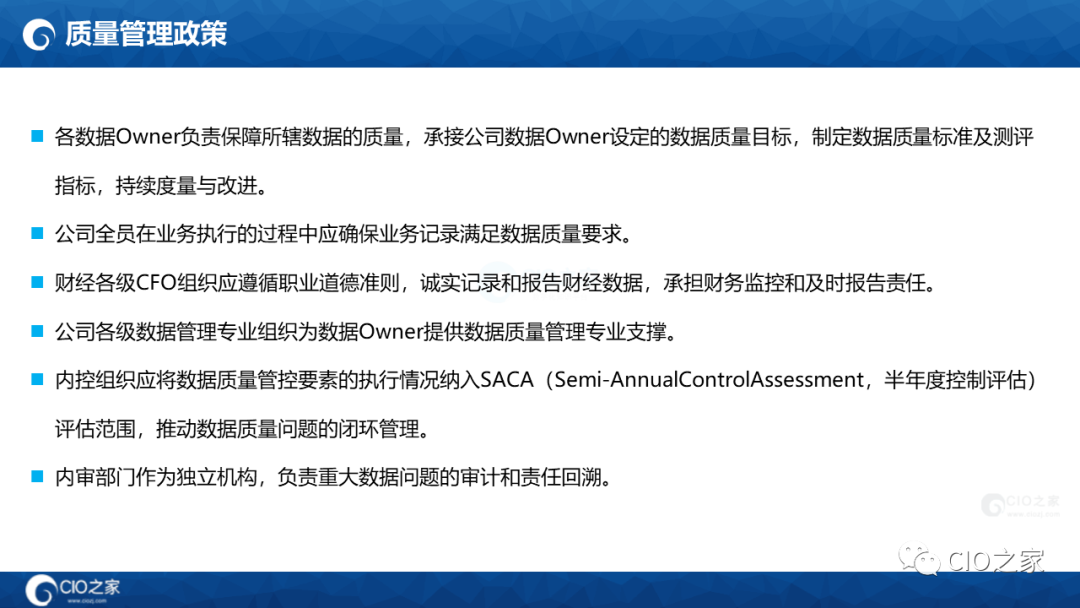 质量管理政策
各数据Owner负责保障所辖数据的质量，承接公司数据Owner设定的数据质量目标，制定数据质量标准及测评
指标，持续度量与改进。
公司全员在业务执行的过程中应确保业务记录满足数据质量要求。
财经各级CFO组织应遵循职业道德准则，诚实记录和报告财经数据，承担财务监控和及时报告责任。
公司各级数据管理专业组织为数据Owner提供数据质量管理专业支撑。
内控组织应将数据质量管控要素的执行情况纳入SACA（Semi-AnnualControlAssessment，半年度控制评估）
评估范围，推动数据质量问题的闭环管理。
内审部门作为独立机构，负责重大数据问题的审计和责任回溯。
CIO之家
www.ciozj.com
CIO之家
CIO之家
www.ciozj.com